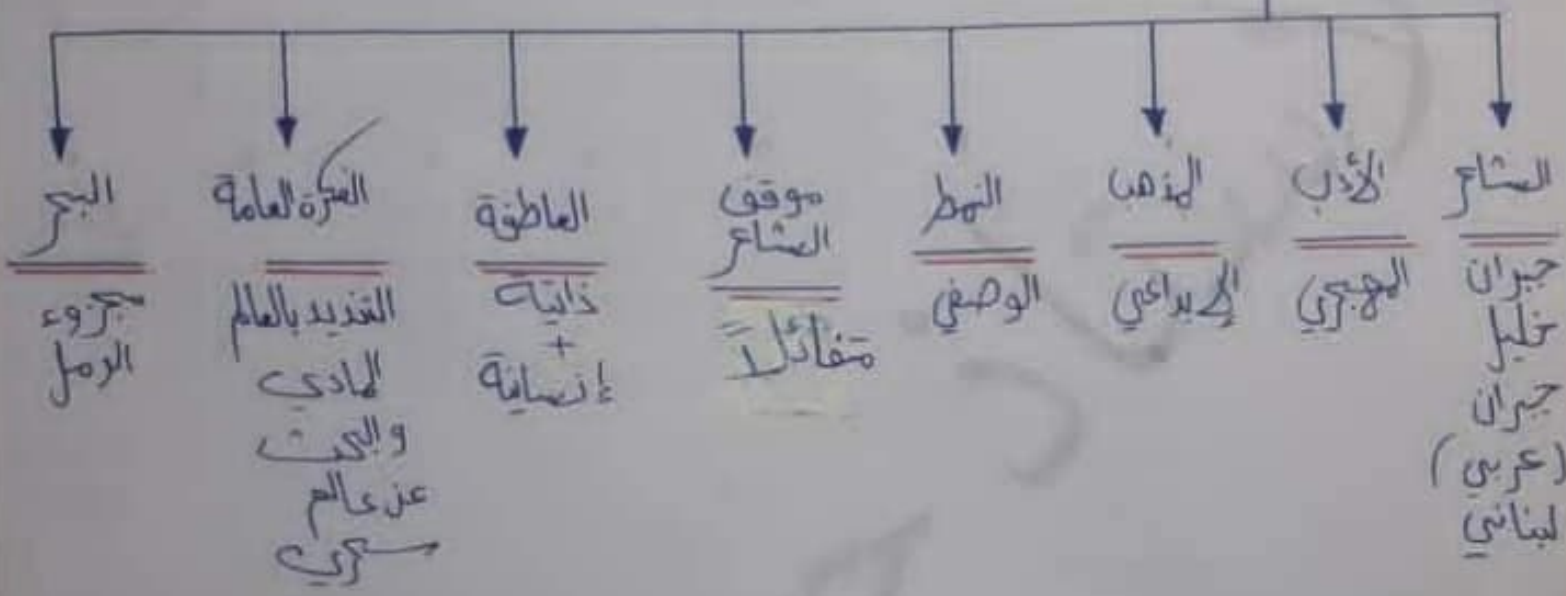 الشاعر
جبران
خليل
جبران
(عربي)
لبناني
الأدب
المهجري
المذهب
الإبداعي
النمط
الوصفي
موقف
الشاعر
متفائلاً
العاطفة
ذاتية
+
إنسانية
الفكرة العامة
التنديد بالعالم
المادي
والبحث
عن عالم
سحري
البحر
مجزوء
الرمل